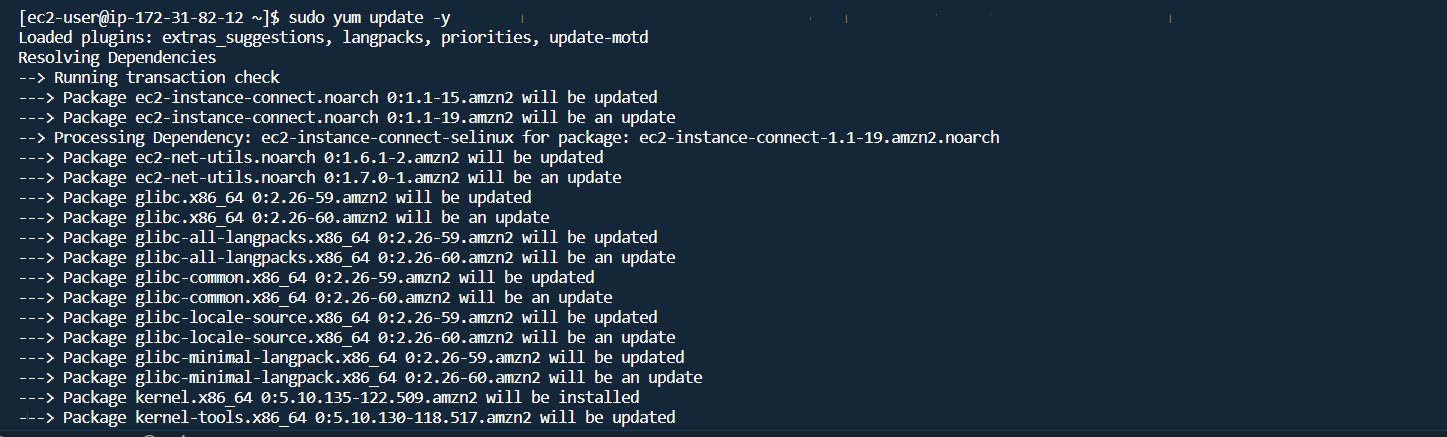 [ec2-user@ip-172-31-82-12 ~]$ sudo yum update -y
Loaded plugins: extras_suggestions, langpacks, priorities, update-motd
Resolving Dependencies
--> Running transaction check
---> Package ec2-instance-connect.noarch 0:1.1-15.amzn2 will be updated
---> Package ec2-instance-connect.noarch 0:1.1-19.amzn2 will be an update
--> Processing Dependency: ec2-instance-connect-selinux for package: ec2-instance-connect-1.1-19.amzn2.noarch
---> Package ec2-net-utils.noarch 0:1.6.1-2.amzn2 will be updated
---> Package ec2-net-utils.noarch 0:1.7.0-1.amzn2 will be an update
---> Package glibc.x86_64 0:2.26-59.amzn2 will be updated
---> Package glibc.x86_64 0:2.26-60.amzn2 will be an update
---> Package glibc-all-langpacks.x86_64 0:2.26-59.amzn2 will be updated
---> Package glibc-all-langpacks.x86_64 0:2.26-60.amzn2 will be an update
---> Package glibc-common.x86_64 0:2.26-59.amzn2 will be updated
---> Package glibc-common.x86_64 0:2.26-60.amzn2 will be an update
---> Package glibc-locale-source.x86_64 0:2.26-59.amzn2 will be updated
---> Package glibc-locale-source.x86_64 0:2.26-60.amzn2 will be an update
---> Package glibc-minimal-langpack.x86_64 0:2.26-59.amzn2 will be updated
---> Package glibc-minimal-langpack.x86_64 0:2.26-60.amzn2 will be an update
---> Package kernel.x86_64 0:5.10.135-122.509.amzn2 will be installed
---> Package kernel-tools.x86_64 0:5.10.130-118.517.amzn2 will be updated